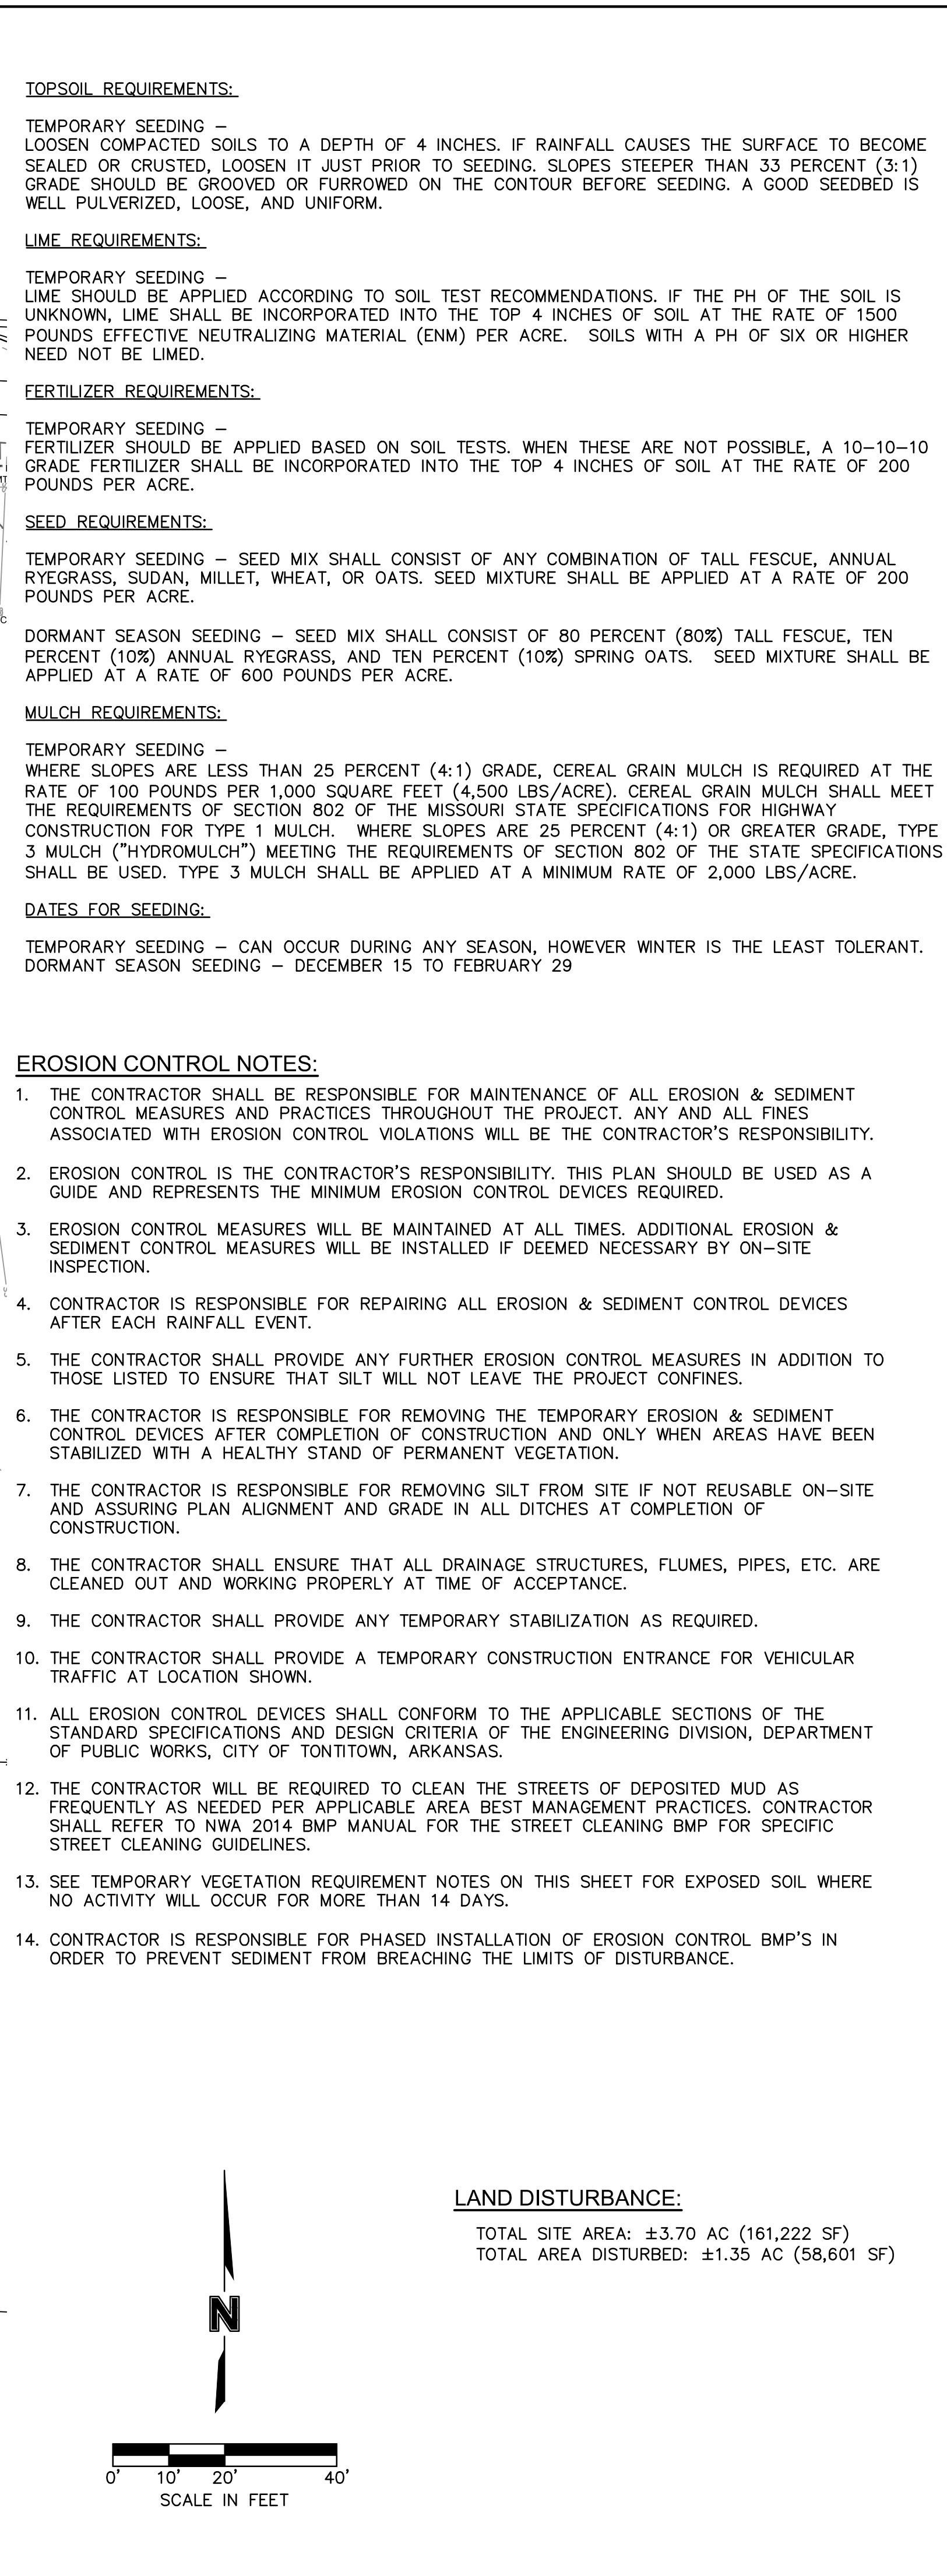 TOPSOIL REQUIREMENTS:
TEMPORARY SEEDING –
LOOSEN COMPACTED SOILS TO A DEPTH OF 4 INCHES. IF RAINFALL CAUSES THE SURFACE TO BECOME
SEALED OR CRUSTED, LOOSEN IT JUST PRIOR TO SEEDING. SLOPES STEEPER THAN 33 PERCENT (3:1)
GRADE SHOULD BE GROOVED OR FURROWED ON THE CONTOUR BEFORE SEEDING. A GOOD SEEDBED IS
WELL PULVERIZED, LOOSE, AND UNIFORM.
LIME REQUIREMENTS:
TEMPORARY SEEDING –
LIME SHOULD BE APPLIED ACCORDING TO SOIL TEST RECOMMENDATIONS. IF THE PH OF THE SOIL IS
UNKNOWN, LIME SHALL BE INCORPORATED INTO THE TOP 4 INCHES OF SOIL AT THE RATE OF 1500
POUNDS EFFECTIVE NEUTRALIZING MATERIAL (ENM) PER ACRE. SOILS WITH A PH OF SIX OR HIGHER
NEED NOT BE LIMED.
FERTILIZER REQUIREMENTS:
TEMPORARY SEEDING –
FERTILIZER SHOULD BE APPLIED BASED ON SOIL TESTS. WHEN THESE ARE NOT POSSIBLE, A 10–10–10
GRADE FERTILIZER SHALL BE INCORPORATED INTO THE TOP 4 INCHES OF SOIL AT THE RATE OF 200
POUNDS PER ACRE.
SEED REQUIREMENTS:
TEMPORARY SEEDING – SEED MIX SHALL CONSIST OF ANY COMBINATION OF TALL FESCUE, ANNUAL
RYEGRASS, SUDAN, MILLET, WHEAT, OR OATS. SEED MIXTURE SHALL BE APPLIED AT A RATE OF 200
POUNDS PER ACRE.
DORMANT SEASON SEEDING – SEED MIX SHALL CONSIST OF 80 PERCENT (80%) TALL FESCUE, TEN
PERCENT (10%) ANNUAL RYEGRASS, AND TEN PERCENT (10%) SPRING OATS. SEED MIXTURE SHALL BE
APPLIED AT A RATE OF 600 POUNDS PER ACRE.
MULCH REQUIREMENTS:
TEMPORARY SEEDING –
WHERE SLOPES ARE LESS THAN 25 PERCENT (4:1) GRADE, CEREAL GRAIN MULCH IS REQUIRED AT THE
RATE OF 100 POUNDS PER 1,000 SQUARE FEET (4,500 LBS/ACRE). CEREAL GRAIN MULCH SHALL MEET
THE REQUIREMENTS OF SECTION 802 OF THE MISSOURI STATE SPECIFICATIONS FOR HIGHWAY
CONSTRUCTION FOR TYPE 1 MULCH. WHERE SLOPES ARE 25 PERCENT (4:1) OR GREATER GRADE, TYPE
3 MULCH ("HYDROMULCH") MEETING THE REQUIREMENTS OF SECTION 802 OF THE STATE SPECIFICATIONS
SHALL BE USED. TYPE 3 MULCH SHALL BE APPLIED AT A MINIMUM RATE OF 2,000 LBS/ACRE.
DATES FOR SEEDING:
TEMPORARY SEEDING – CAN OCCUR DURING ANY SEASON, HOWEVER WINTER IS THE LEAST TOLERANT.
DORMANT SEASON SEEDING – DECEMBER 15 TO FEBRUARY 29
EROSION CONTROL NOTES:
1. THE CONTRACTOR SHALL BE RESPONSIBLE FOR MAINTENANCE OF ALL EROSION & SEDIMENT
CONTROL MEASURES AND PRACTICES THROUGHOUT THE PROJECT. ANY AND ALL FINES
ASSOCIATED WITH EROSION CONTROL VIOLATIONS WILL BE THE CONTRACTOR'S RESPONSIBILITY.
2. EROSION CONTROL IS THE CONTRACTOR'S RESPONSIBILITY. THIS PLAN SHOULD BE USED AS A
GUIDE AND REPRESENTS THE MINIMUM EROSION CONTROL DEVICES REQUIRED.
3. EROSION CONTROL MEASURES WILL BE MAINTAINED AT ALL TIMES. ADDITIONAL EROSION &
SEDIMENT CONTROL MEASURES WILL BE INSTALLED IF DEEMED NECESSARY BY ON–SITE
INSPECTION.
4. CONTRACTOR IS RESPONSIBLE FOR REPAIRING ALL EROSION & SEDIMENT CONTROL DEVICES
AFTER EACH RAINFALL EVENT.
5. THE CONTRACTOR SHALL PROVIDE ANY FURTHER EROSION CONTROL MEASURES IN ADDITION TO
THOSE LISTED TO ENSURE THAT SILT WILL NOT LEAVE THE PROJECT CONFINES.
6. THE CONTRACTOR IS RESPONSIBLE FOR REMOVING THE TEMPORARY EROSION & SEDIMENT
CONTROL DEVICES AFTER COMPLETION OF CONSTRUCTION AND ONLY WHEN AREAS HAVE BEEN
STABILIZED WITH A HEALTHY STAND OF PERMANENT VEGETATION.
7. THE CONTRACTOR IS RESPONSIBLE FOR REMOVING SILT FROM SITE IF NOT REUSABLE ON–SITE
AND ASSURING PLAN ALIGNMENT AND GRADE IN ALL DITCHES AT COMPLETION OF
CONSTRUCTION.
8. THE CONTRACTOR SHALL ENSURE THAT ALL DRAINAGE STRUCTURES, FLUMES, PIPES, ETC. ARE
CLEANED OUT AND WORKING PROPERLY AT TIME OF ACCEPTANCE.
9. THE CONTRACTOR SHALL PROVIDE ANY TEMPORARY STABILIZATION AS REQUIRED.
10. THE CONTRACTOR SHALL PROVIDE A TEMPORARY CONSTRUCTION ENTRANCE FOR VEHICULAR
TRAFFIC AT LOCATION SHOWN.
11. ALL EROSION CONTROL DEVICES SHALL CONFORM TO THE APPLICABLE SECTIONS OF THE
STANDARD SPECIFICATIONS AND DESIGN CRITERIA OF THE ENGINEERING DIVISION, DEPARTMENT
OF PUBLIC WORKS, CITY OF TONTITOWN, ARKANSAS.
12. THE CONTRACTOR WILL BE REQUIRED TO CLEAN THE STREETS OF DEPOSITED MUD AS
FREQUENTLY AS NEEDED PER APPLICABLE AREA BEST MANAGEMENT PRACTICES. CONTRACTOR
SHALL REFER TO NWA 2014 BMP MANUAL FOR THE STREET CLEANING BMP FOR SPECIFIC
STREET CLEANING GUIDELINES.
13. SEE TEMPORARY VEGETATION REQUIREMENT NOTES ON THIS SHEET FOR EXPOSED SOIL WHERE
NO ACTIVITY WILL OCCUR FOR MORE THAN 14 DAYS.
14. CONTRACTOR IS RESPONSIBLE FOR PHASED INSTALLATION OF EROSION CONTROL BMP'S IN
ORDER TO PREVENT SEDIMENT FROM BREACHING THE LIMITS OF DISTURBANCE.
LAND DISTURBANCE:
TOTAL SITE AREA: ±3.70 AC (161,222 SF)
TOTAL AREA DISTURBED: ±1.35 AC (58,601 SF)
N
0' 10' 20' 40'
SCALE IN FEET